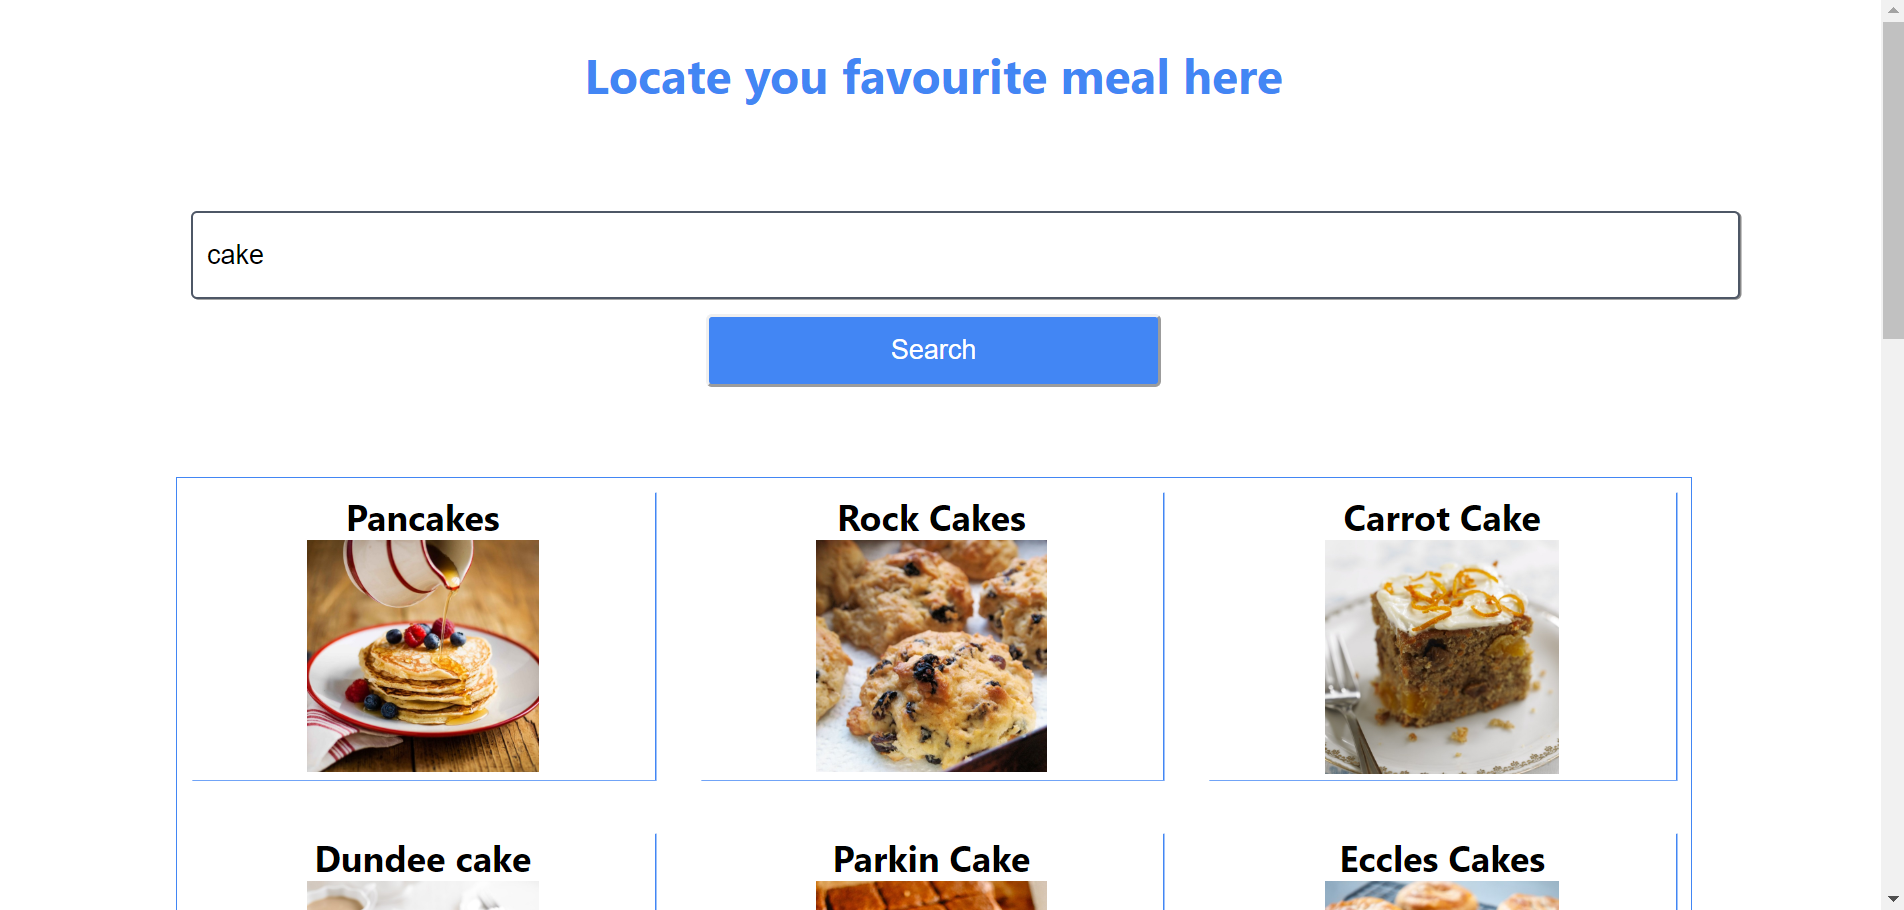 Locate you favourite meal here
cake
Search
Pancakes
Rock Cakes
Carrot Cake
Dundee cake
Parkin Cake
Eccles Cakes